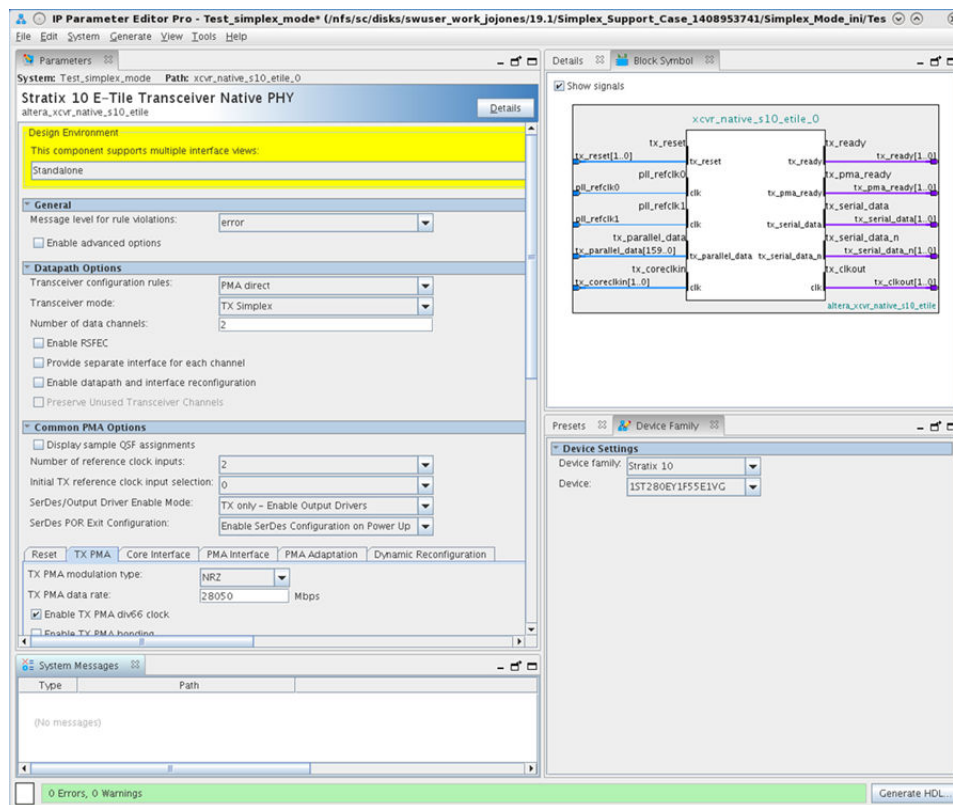 IP Parameter Editor Pro - Test_simplex_mode* (/nfs/sc/disks/swuser_work_jojones/19.1/Simplex_Support_Case_1408953741/Simplex_Mode_ini/Tes
File Edit System Generate View Tools Help
Parameters
System: Test_simplex_mode Path: xcvr_native_s10_etile_0
Stratix 10 E-Tile Transceiver Native PHY
altera_xcvr_native_s10_etile
Details
Design Environment
This component supports multiple interface views:
Standalone
General
Message level for rule violations: error
Enable advanced options
Datapath Options
Transceiver configuration rules: PMA direct
Transceiver mode: TX Simplex
Number of data channels: 2
Enable RSFEC
Provide separate interface for each channel
Enable datapath and interface reconfiguration
Preserve Unused Transceiver Channels
Common PMA Options
Display sample QSF assignments
Number of reference clock inputs: 2
Initial TX reference clock input selection: 0
SerDes/Output Driver Enable Mode: TX only - Enable Output Drivers
SerDes POR Exit Configuration: Enable SerDes Configuration on Power Up
Reset TX PMA Core Interface PMA Interface PMA Adaptation Dynamic Reconfiguration
TX PMA modulation type: NRZ
TX PMA data rate: 28050 Mbps
Enable TX PMA div66 clock
Enable TX PMA bonding
System Messages
Type Path
(No messages)
0 Errors, 0 Warnings
Details Block Symbol
Show signals
xcvr_native_s10_etile_0
tx_reset tx_ready
tx_reset[1..0] tx_reset tx_ready tx_ready[1..0]
pll_refclk0 tx_pma_ready
pll_refclk0 clk tx_pma_ready tx_pma_ready[1..0]
pll_refclk1 tx_serial_data
pll_refclk1 clk tx_serial_data tx_serial_data[1..0]
tx_parallel_data tx_serial_data_n
tx_parallel_data[159..0] tx_parallel_data tx_serial_data_n tx_serial_data_n[1..0]
tx_coreclkin tx_clkout
tx_coreclkin[1..0] clk clk tx_clkout[1..0]
altera_xcvr_native_s10_etile
Presets Device Family
Device Settings
Device family: Stratix 10
Device: 1ST280EY1F55E1VG
Generate HDL...